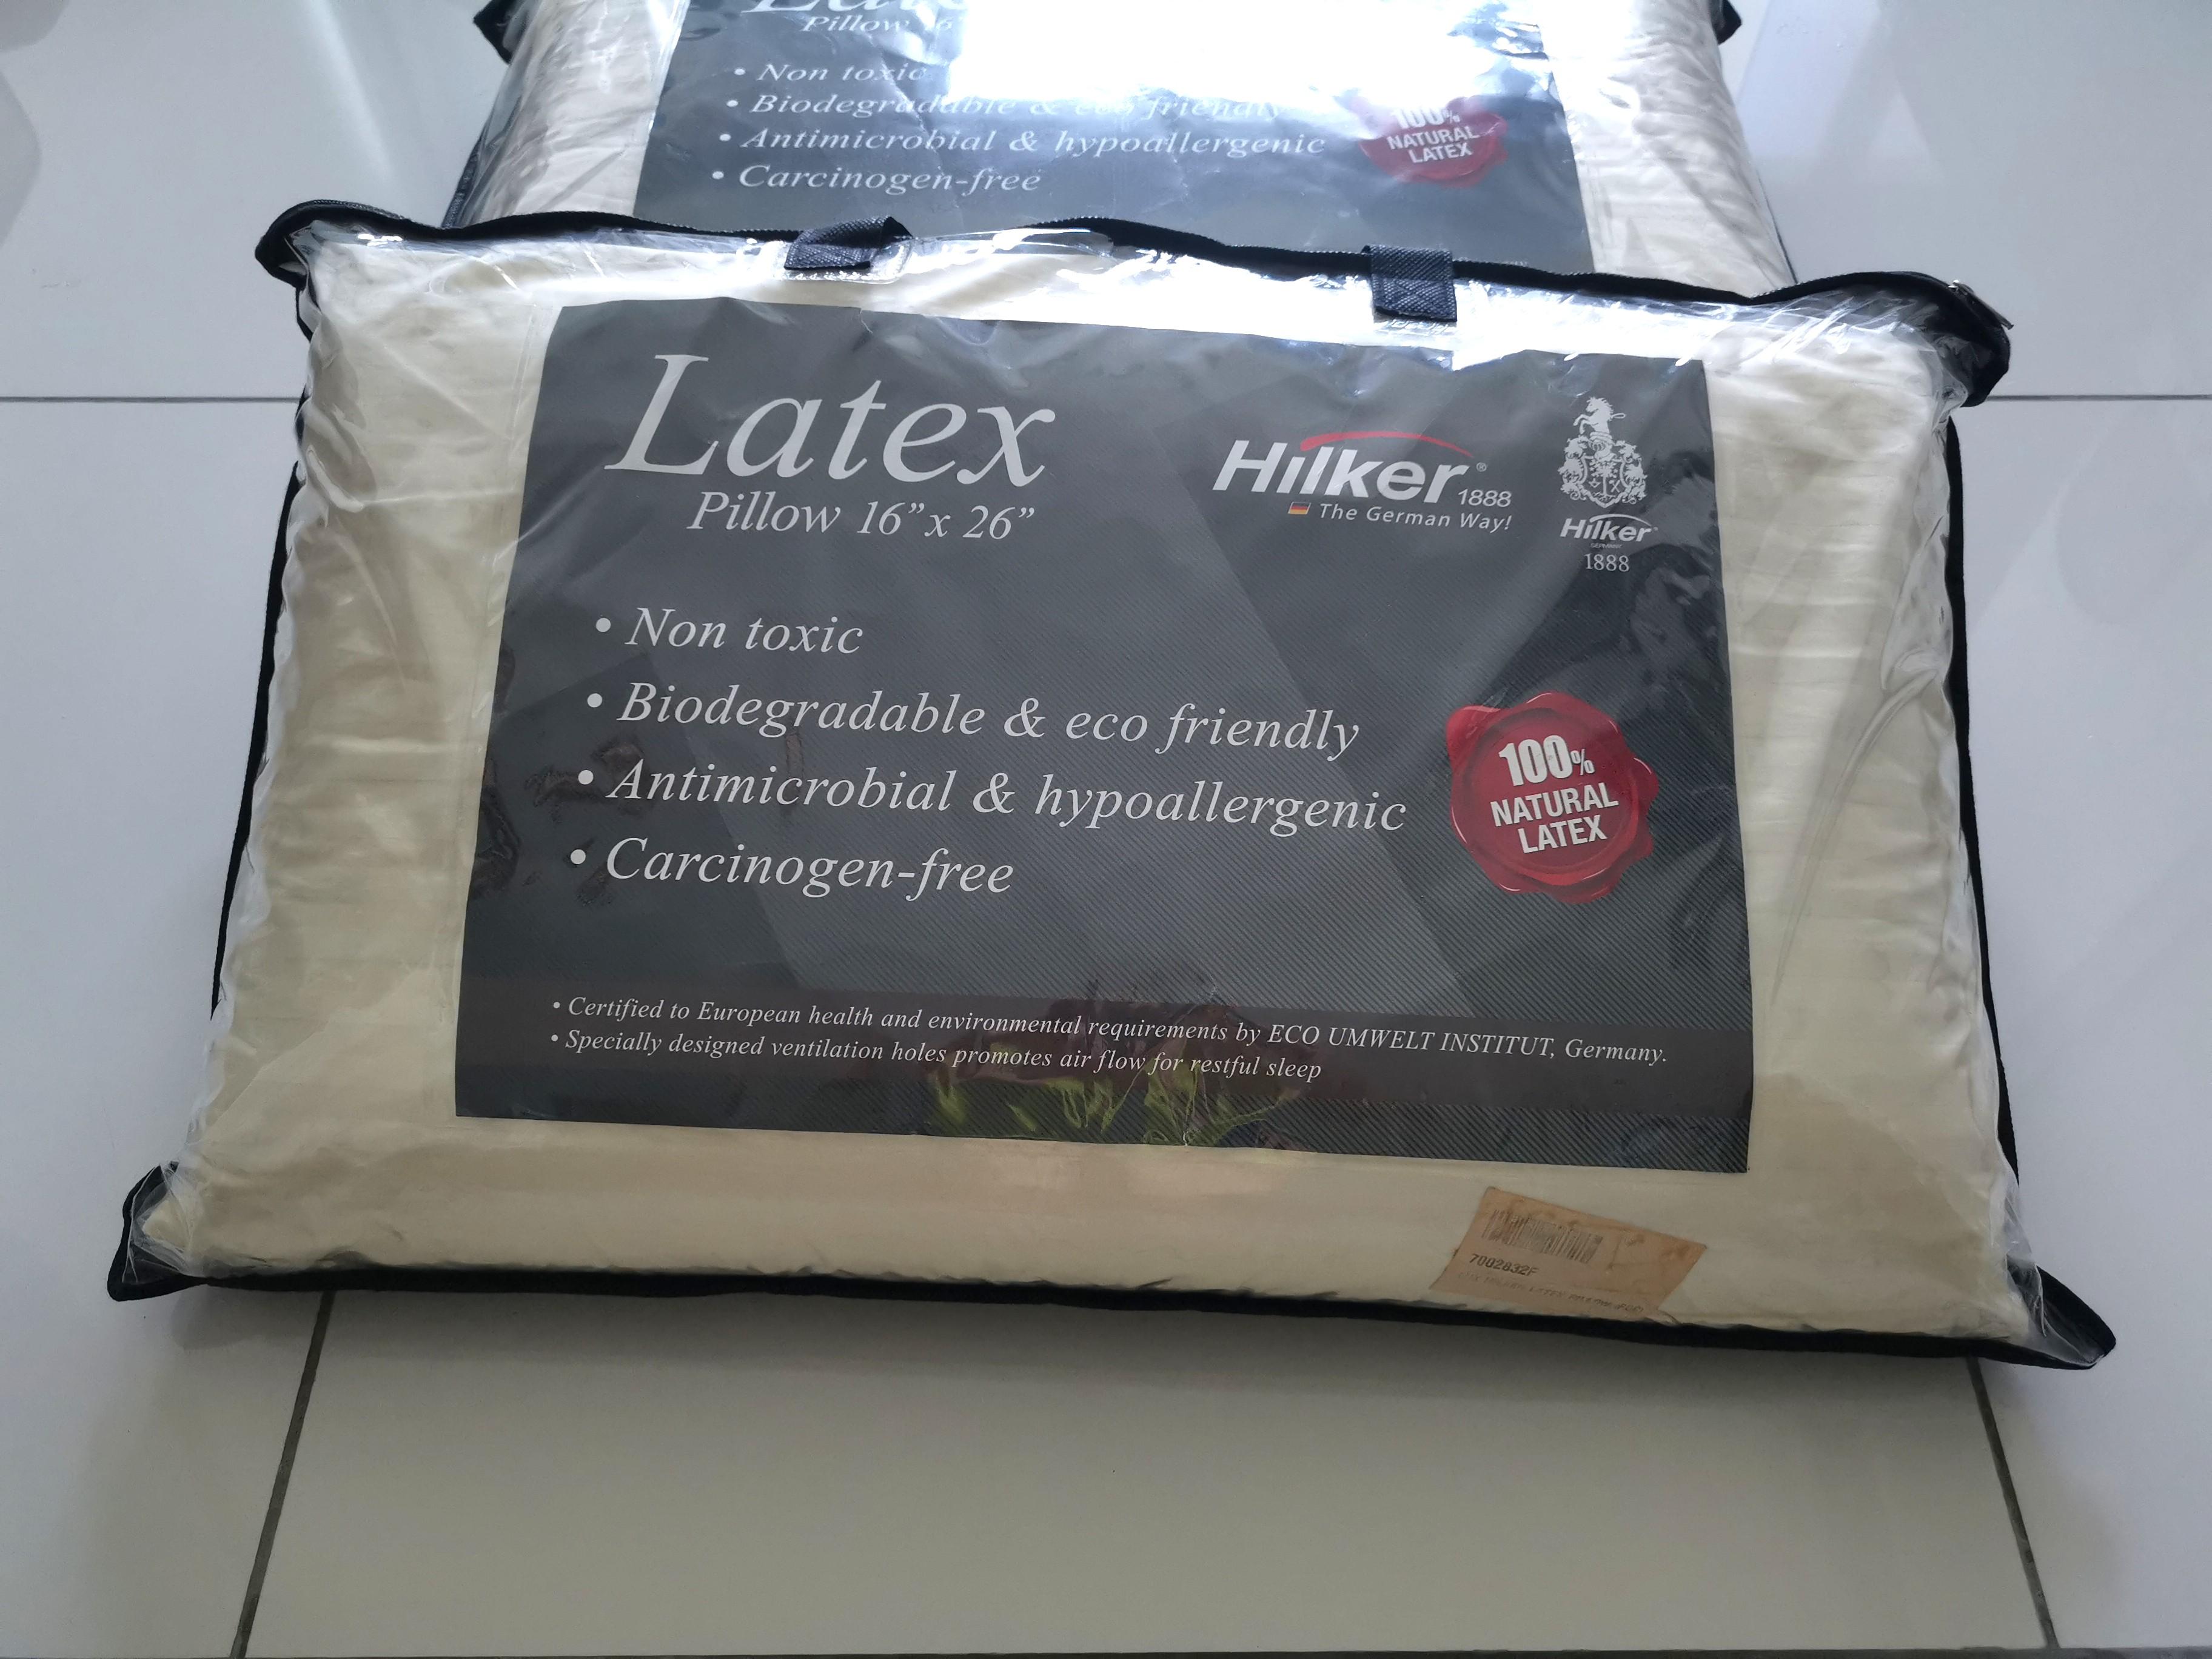 Pillow
• Non toxic
• Biodegradable & eco friendly
• Antimicrobial & hypoallergenic
• Carcinogen-free
100%
NATURAL
LATEX
Latex
Pillow 16” x 26”
Hilker® 1888
The German Way!
Hilker
GERMANY
1888
• Non toxic
• Biodegradable & eco friendly
• Antimicrobial & hypoallergenic
• Carcinogen-free
100%
NATURAL
LATEX
• Certified to European health and environmental requirements by ECO UMWELT INSTITUT, Germany.
• Specially designed ventilation holes promotes air flow for restful sleep
7002832F